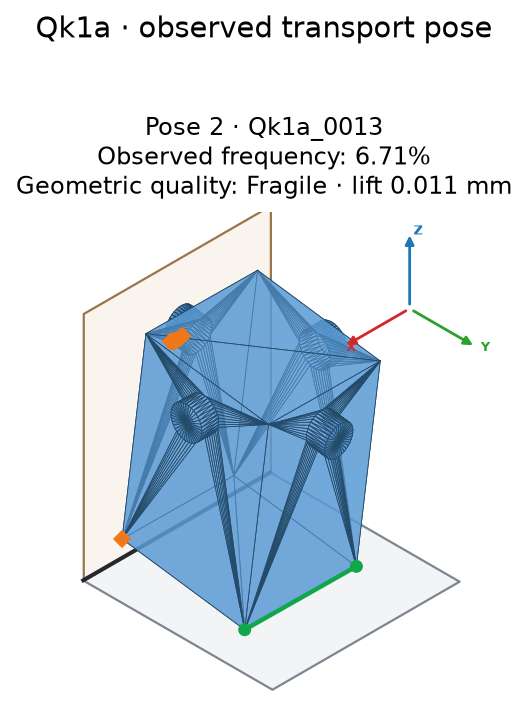 Qk1a · observed transport pose
Pose 2 · Qk1a_0013
Observed frequency: 6.71%
Geometric quality: Fragile · lift 0.011 mm
Z
X
Y